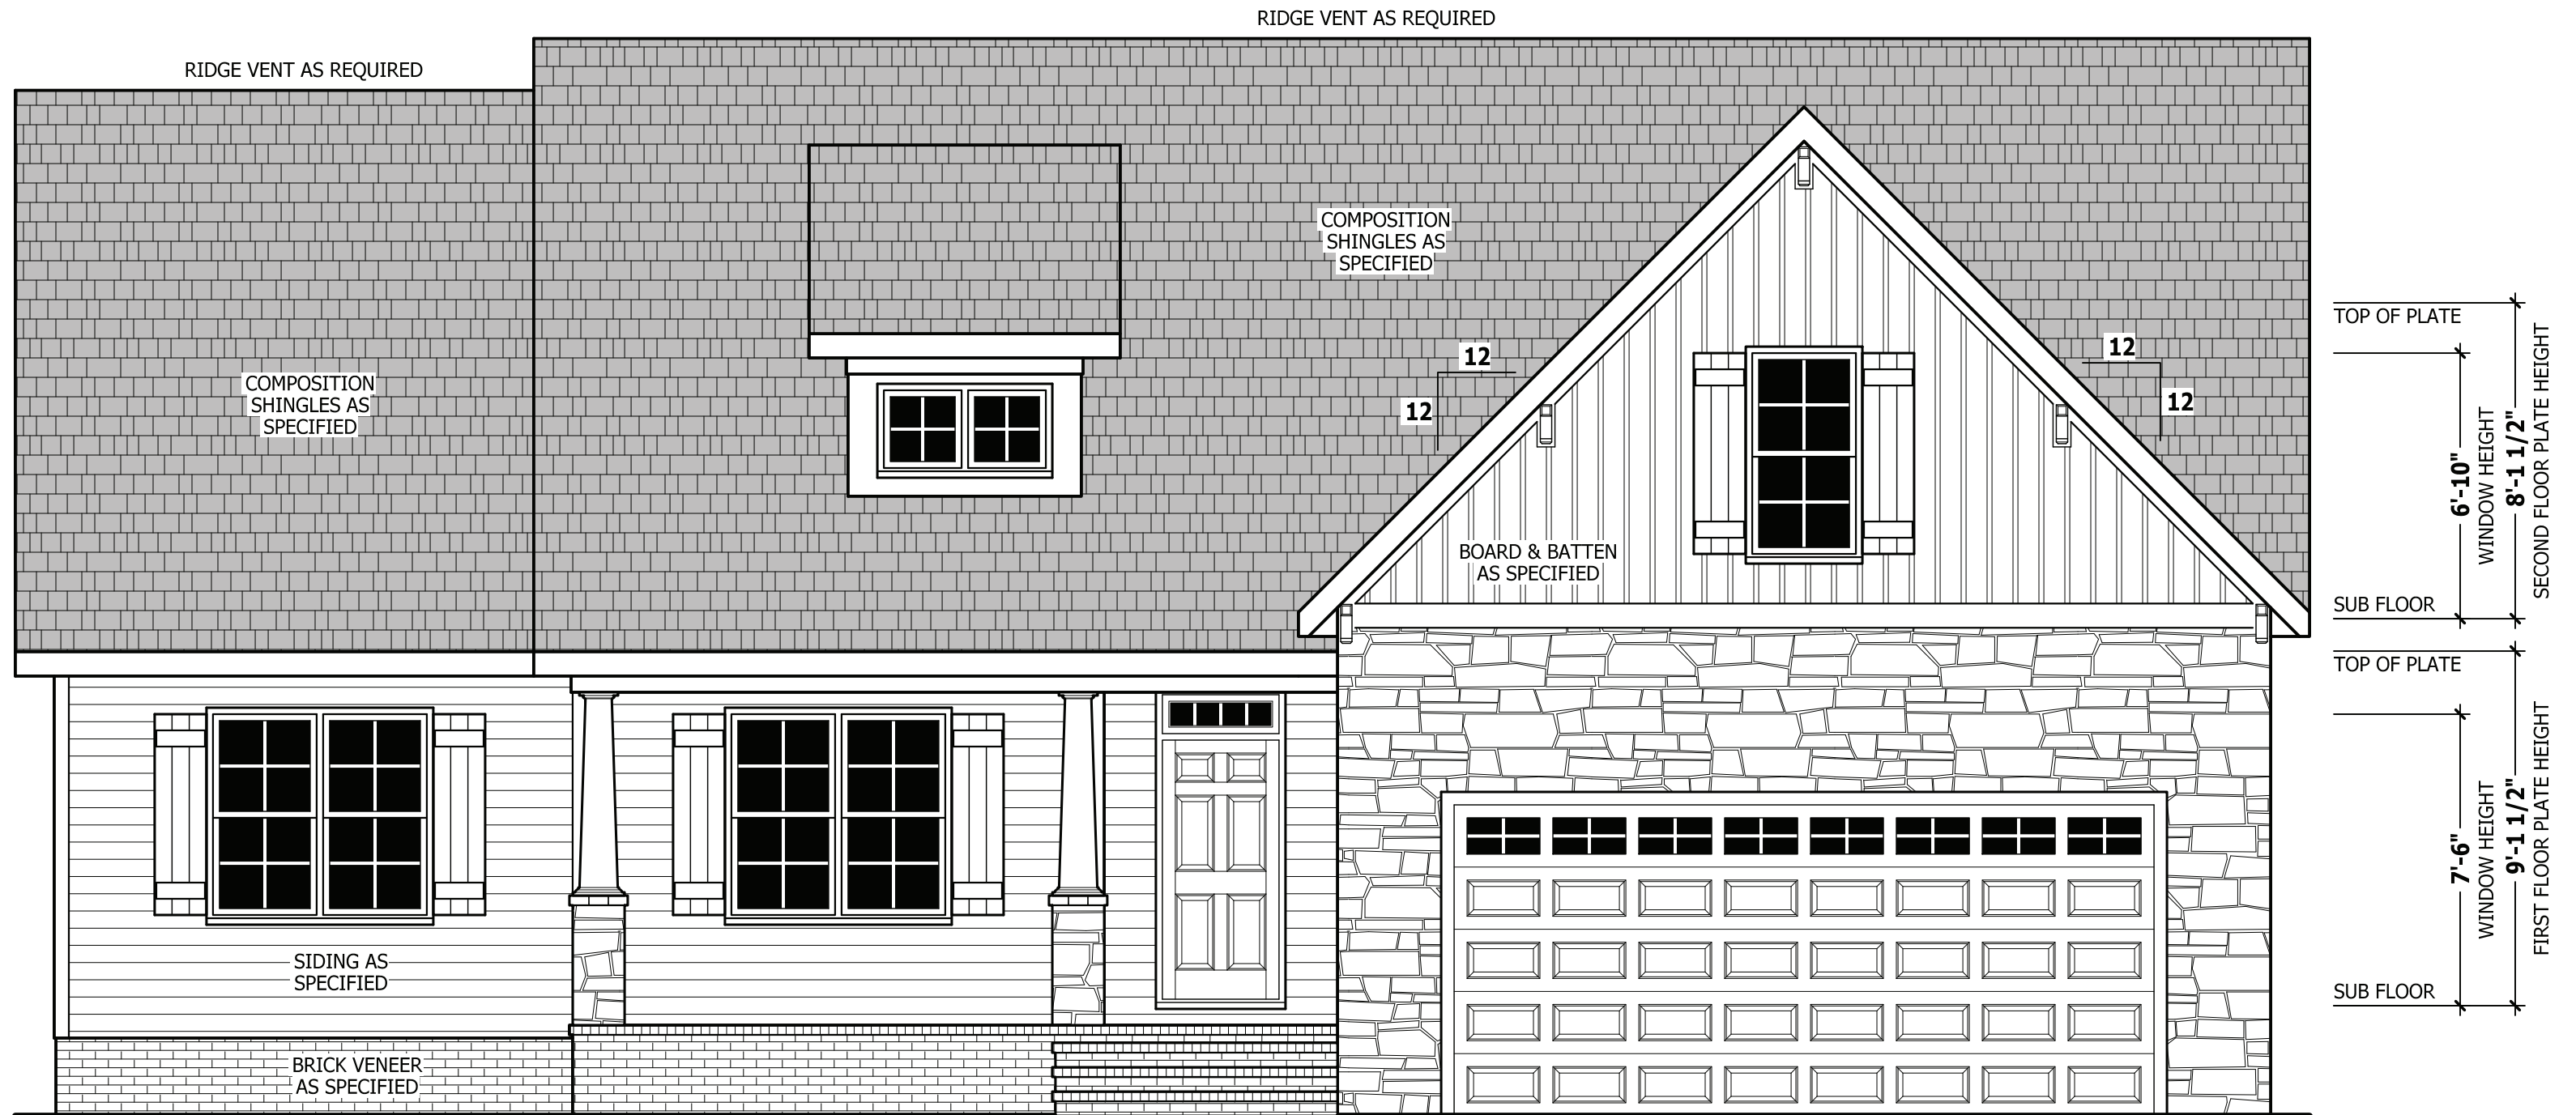 RIDGE VENT AS REQUIRED
RIDGE VENT AS REQUIRED
COMPOSITION
SHINGLES AS
SPECIFIED
COMPOSITION
SHINGLES AS
SPECIFIED
12
12
12
12
BOARD & BATTEN
AS SPECIFIED
SIDING AS
SPECIFIED
BRICK VENEER
AS SPECIFIED
TOP OF PLATE
6'-10"
WINDOW HEIGHT
8'-1 1/2"
SECOND FLOOR PLATE HEIGHT
SUB FLOOR
TOP OF PLATE
7'-6"
WINDOW HEIGHT
9'-1 1/2"
FIRST FLOOR PLATE HEIGHT
SUB FLOOR